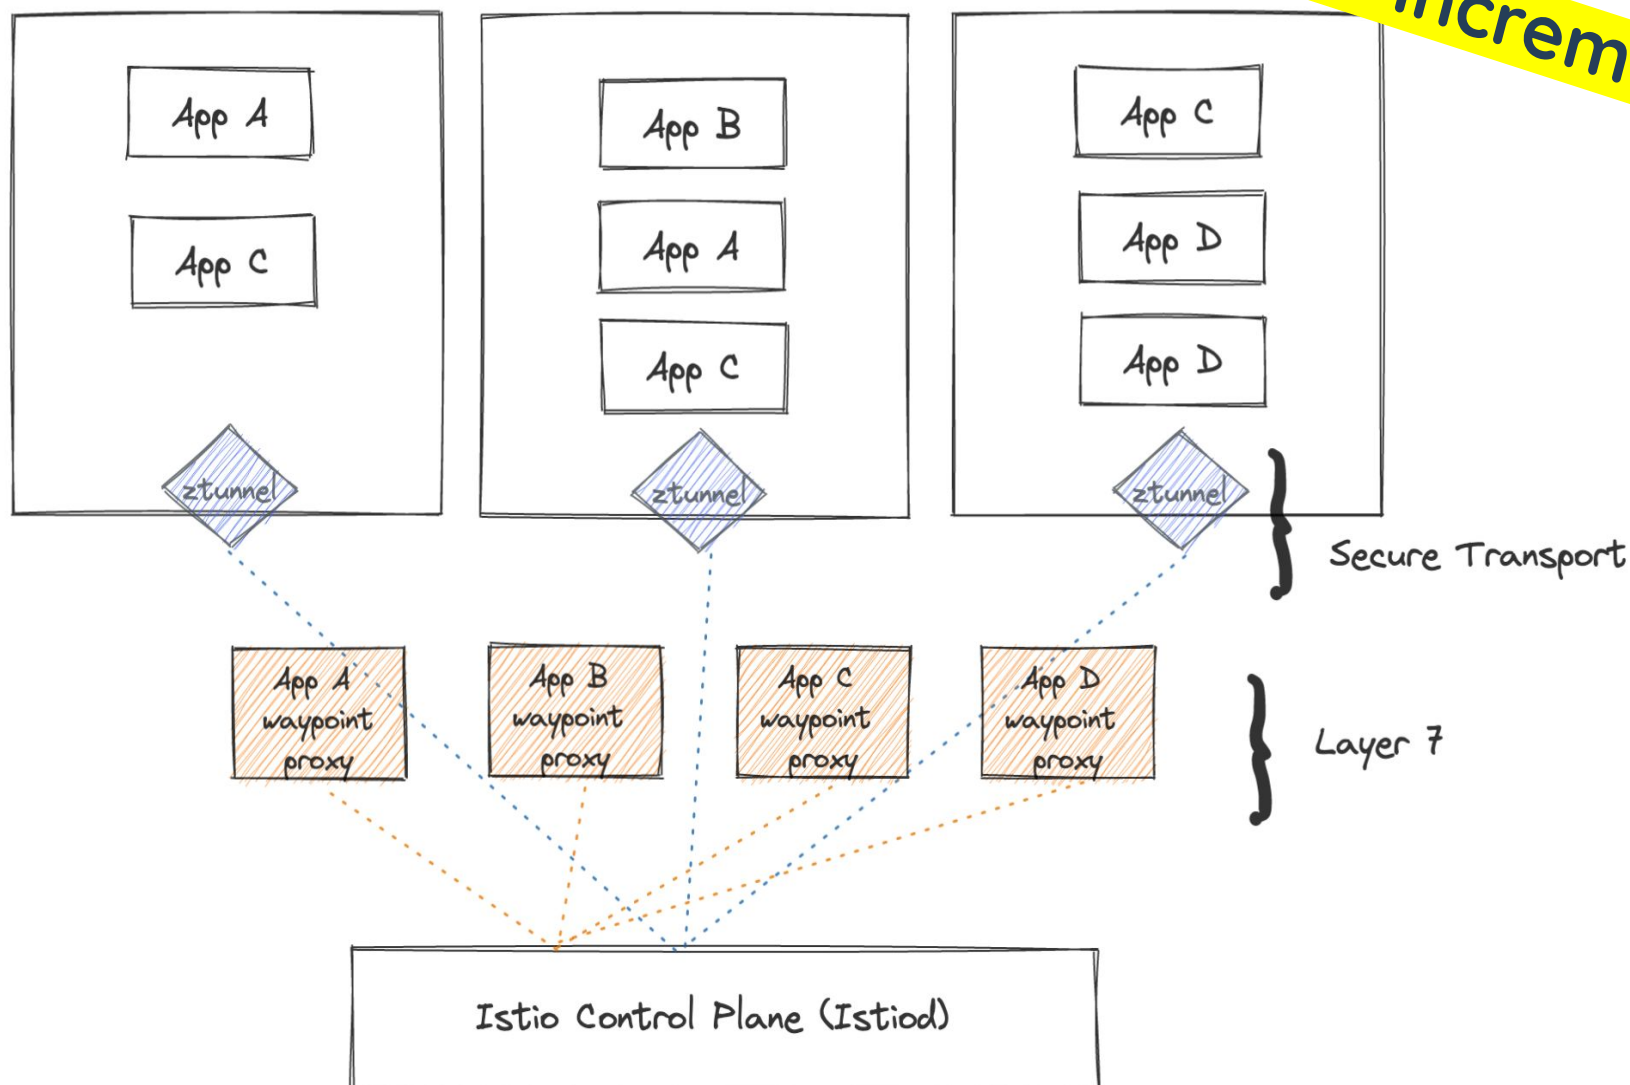 increm
App A
App C
App B
App A
App C
App C
App D
App D
ztunnel
ztunnel
ztunnel
Secure Transport
App A
waypoint
proxy
App B
waypoint
proxy
App C
waypoint
proxy
App D
waypoint
proxy
Layer 7
Istio Control Plane (Istiod)